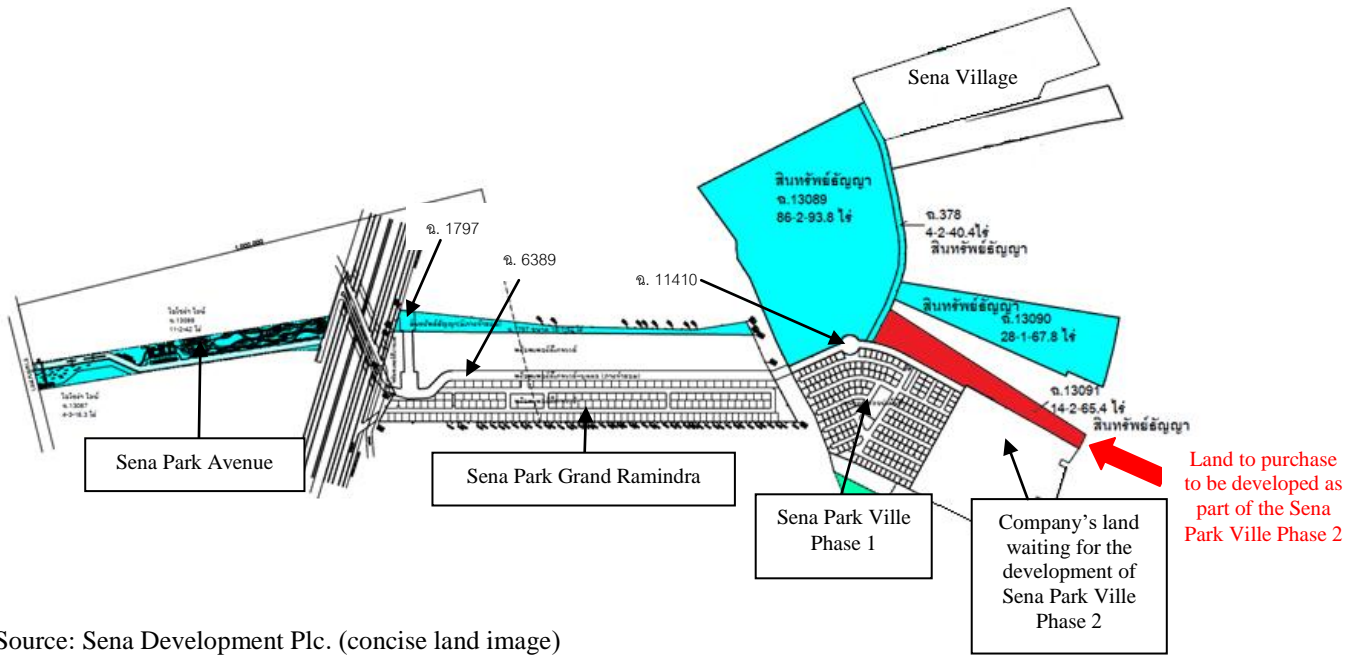 Sena Village
สินทรัพย์ธัญญา
ฉ.13089
86-2-93.8 ไร่
ฉ.378
4-2-40.4ไร่
สินทรัพย์ธัญญา
ฉ. 1797
ฉ. 6389
ฉ. 11410
1,000,000
สินทรัพย์ธัญญา
ฉ.13090
28-1-67.8 ไร่
ฉ.13091
14-2-65.4 ไร่
สินทรัพย์ธัญญา
Sena Park Avenue
Sena Park Grand Ramindra
Sena Park Ville
Phase 1
Company's land
waiting for the
development of
Sena Park Ville
Phase 2
Land to purchase
to be developed as
part of the Sena
Park Ville Phase 2
Source: Sena Development Plc. (concise land image)